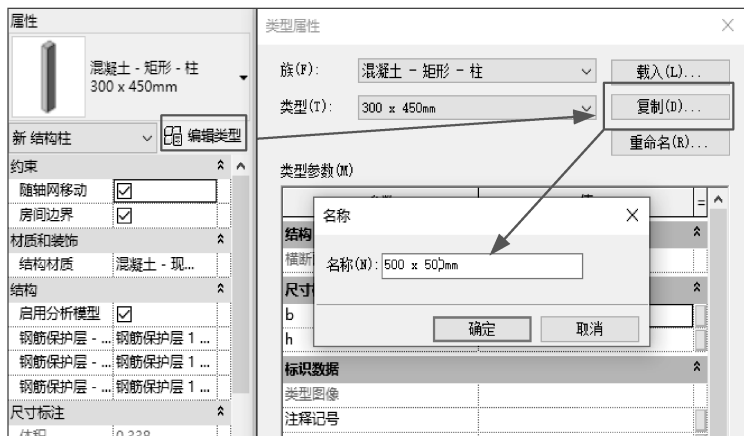 属性
混凝土 - 矩形 - 柱
300 x 450mm
新 结构柱
编辑类型
约束
随轴网移动
房间边界
材质和装饰
结构材质
混凝土 - 现...
结构
启用分析模型
钢筋保护层 - ... 钢筋保护层 1 ...
钢筋保护层 - ... 钢筋保护层 1 ...
钢筋保护层 - ... 钢筋保护层 1 ...
尺寸标注
体积
0.338
类型属性
族(F):
混凝土 - 矩形 - 柱
载入(L)...
类型(T):
300 x 450mm
复制(D)...
重命名(R)...
类型参数(M)
=
结构
横断
尺寸
b
h
标识数据
类型图像
注释记号
名称
名称(N):
500 x 500mm
确定
取消